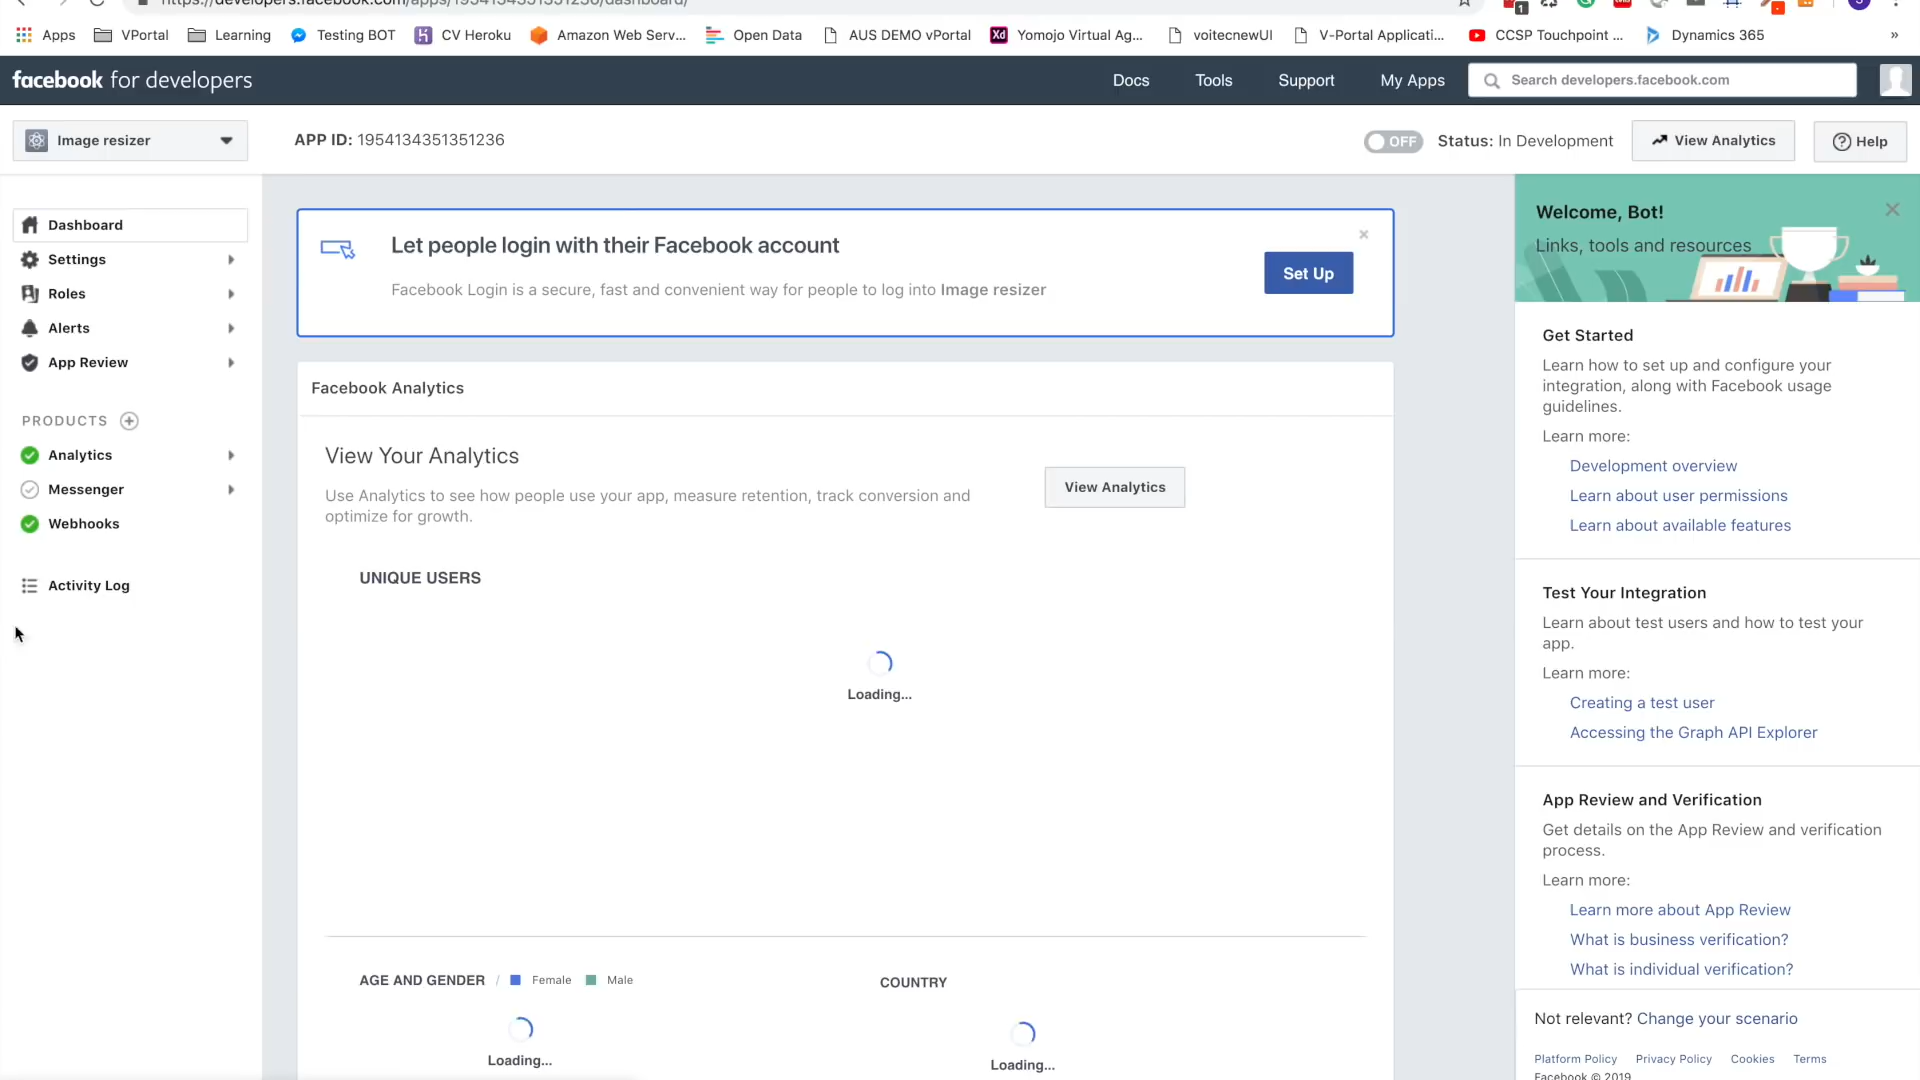 https://developers.facebook.com/apps/1954134351351236/dashboard/
Apps VPortal Learning Testing BOT CV Heroku Amazon Web Serv... Open Data AUS DEMO vPortal Yomojo Virtual Ag... voitecnewUI V-Portal Applicati... CCSP Touchpoint ... Dynamics 365 »
facebook for developers
Docs Tools Support My Apps Search developers.facebook.com
Image resizer
APP ID: 1954134351351236
OFF Status: In Development View Analytics Help
Dashboard
Settings
Roles
Alerts
App Review
PRODUCTS
Analytics
Messenger
Webhooks
Activity Log
Let people login with their Facebook account
Facebook Login is a secure, fast and convenient way for people to log into Image resizer
Set Up
Facebook Analytics
View Your Analytics
Use Analytics to see how people use your app, measure retention, track conversion and
optimize for growth.
View Analytics
UNIQUE USERS
Loading...
AGE AND GENDER / Female Male
Loading...
COUNTRY
Loading...
Welcome, Bot!
Links, tools and resources
Get Started
Learn how to set up and configure your
integration, along with Facebook usage
guidelines.
Learn more:
Development overview
Learn about user permissions
Learn about available features
Test Your Integration
Learn about test users and how to test your
app.
Learn more:
Creating a test user
Accessing the Graph API Explorer
App Review and Verification
Get details on the App Review and verification
process.
Learn more:
Learn more about App Review
What is business verification?
What is individual verification?
Not relevant? Change your scenario
Platform Policy Privacy Policy Cookies Terms
Facebook © 2019